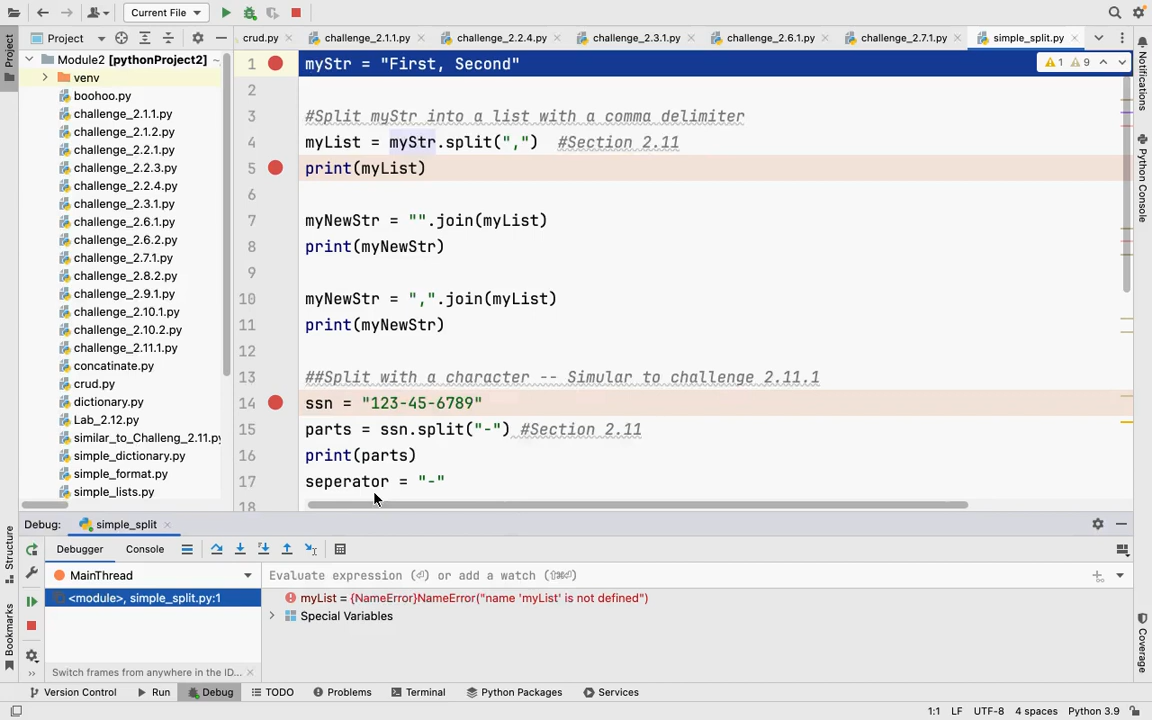 Current File
Project
crud.py
challenge_2.1.1.py
challenge_2.2.4.py
challenge_2.3.1.py
challenge_2.6.1.py
challenge_2.7.1.py
simple_split.py
Project
Module2 [pythonProject2] ~
venv
boohoo.py
challenge_2.1.1.py
challenge_2.1.2.py
challenge_2.2.1.py
challenge_2.2.3.py
challenge_2.2.4.py
challenge_2.3.1.py
challenge_2.6.1.py
challenge_2.6.2.py
challenge_2.7.1.py
challenge_2.8.2.py
challenge_2.9.1.py
challenge_2.10.1.py
challenge_2.10.2.py
challenge_2.11.1.py
concatinate.py
crud.py
dictionary.py
Lab_2.12.py
similar_to_Challeng_2.11.py
simple_dictionary.py
simple_format.py
simple_lists.py
1 myStr = "First, Second"
2
3 #Split myStr into a list with a comma delimiter
4 myList = myStr.split(",") #Section 2.11
5 print(myList)
6
7 myNewStr = "".join(myList)
8 print(myNewStr)
9
10 myNewStr = ",".join(myList)
11 print(myNewStr)
12
13 ##Split with a character -- Simular to challenge 2.11.1
14 ssn = "123-45-6789"
15 parts = ssn.split("-") #Section 2.11
16 print(parts)
17 seperator = "-"
18
1 9
Notifications
Python Console
Coverage
Structure
Bookmarks
Debug: simple_split
Debugger Console
MainThread
<module>, simple_split.py:1
Switch frames from anywhere in the ID...
Evaluate expression (⏎) or add a watch (⇧⌘⏎)
myList = {NameError}NameError("name 'myList' is not defined")
Special Variables
Version Control Run Debug TODO Problems Terminal Python Packages Services
1:1 LF UTF-8 4 spaces Python 3.9